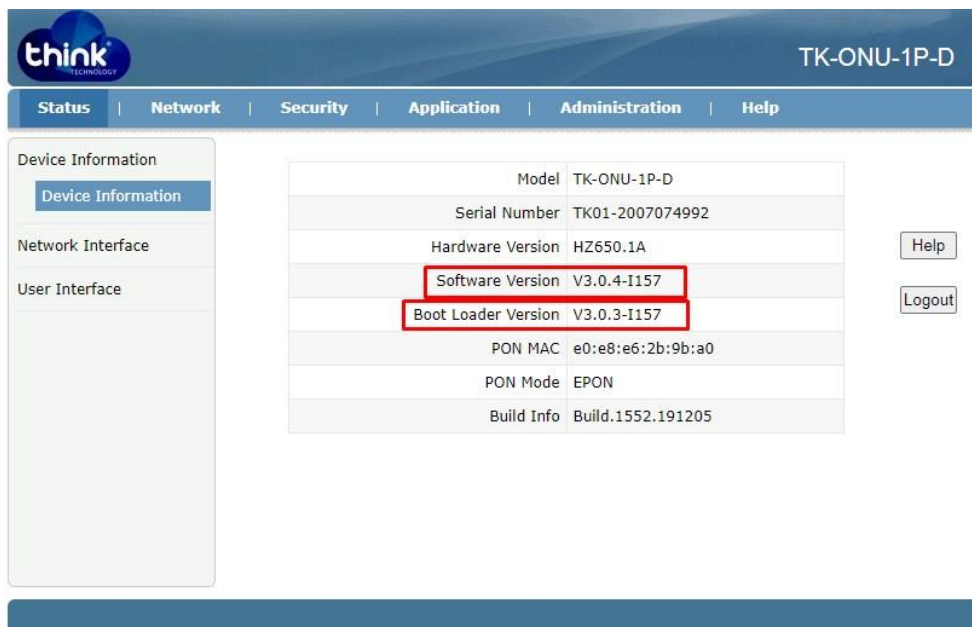 think
TECHNOLOGY
TK-ONU-1P-D
Status | Network | Security | Application | Administration | Help
Device Information
Device Information
Network Interface
User Interface
Model TK-ONU-1P-D
Serial Number TK01-2007074992
Hardware Version HZ650.1A
Software Version V3.0.4-I157
Boot Loader Version V3.0.3-I157
PON MAC e0:e8:e6:2b:9b:a0
PON Mode EPON
Build Info Build.1552.191205
Help
Logout